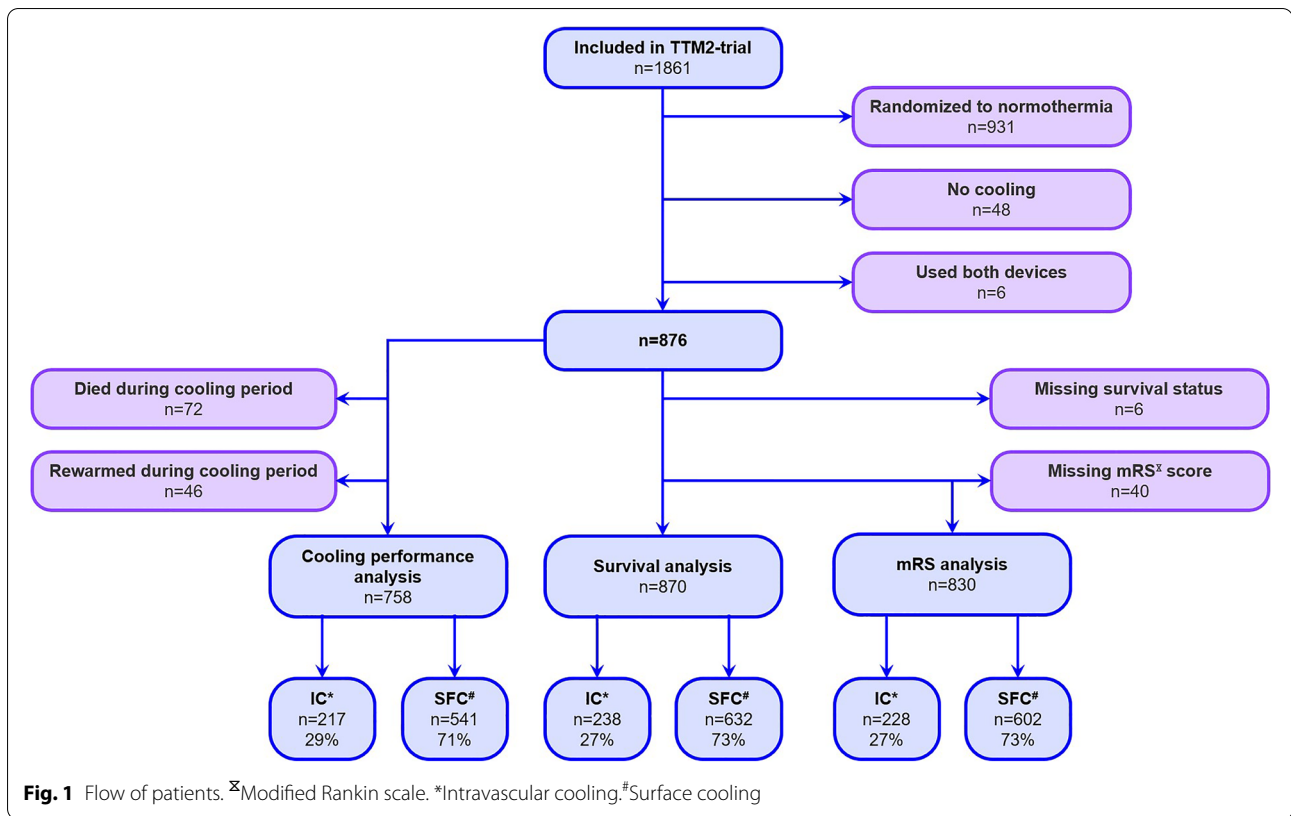 Included in TTM2-trial
n=1861
Randomized to normothermia
n=931
No cooling
n=48
Used both devices
n=6
n=876
Died during cooling period
n=72
Missing survival status
n=6
Rewarmed during cooling period
n=46
Missing mRS⧖ score
n=40
Cooling performance
analysis
n=758
Survival analysis
n=870
mRS analysis
n=830
IC*
n=217
29%
SFC#
n=541
71%
IC*
n=238
27%
SFC#
n=632
73%
IC*
n=228
27%
SFC#
n=602
73%
Fig. 1 Flow of patients. ⧖Modified Rankin scale. *Intravascular cooling.#Surface cooling